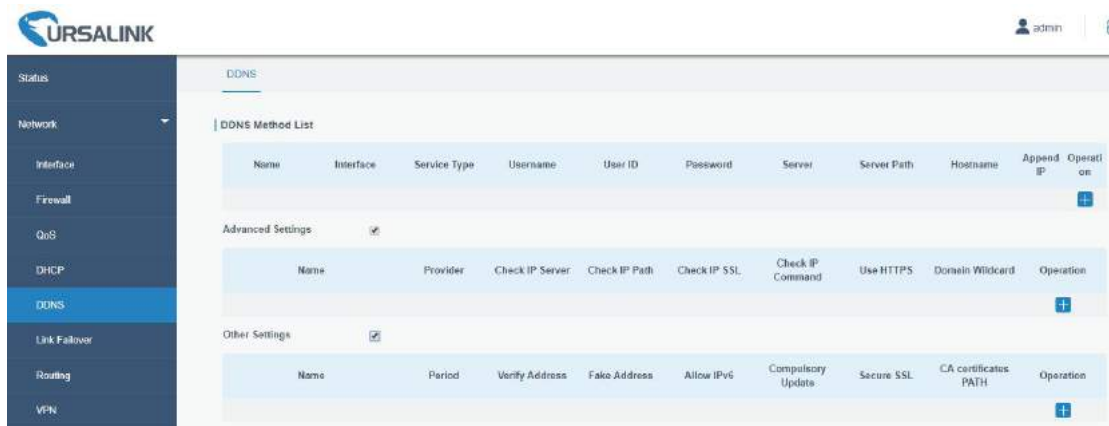 URSALINK
admin
Status
DDNS
Network
DDNS Method List
Interface
Name Interface Service Type Username User ID Password Server Server Path Hostname Append IP Operation
Firewall
QoS
Advanced Settings
DHCP
Name Provider Check IP Server Check IP Path Check IP SSL Check IP Command Use HTTPS Domain Wildcard Operation
DDNS
Link Failover
Other Settings
Routing
Name Period Verify Address Fake Address Allow IPv6 Compulsory Update Secure SSL CA certificates PATH Operation
VPN